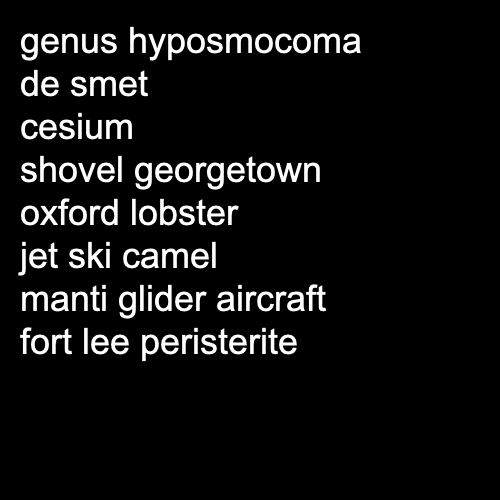 genus hyposmocoma
de smet
cesium
shovel georgetown
oxford lobster
jet ski camel
manti glider aircraft
fort lee peristerite